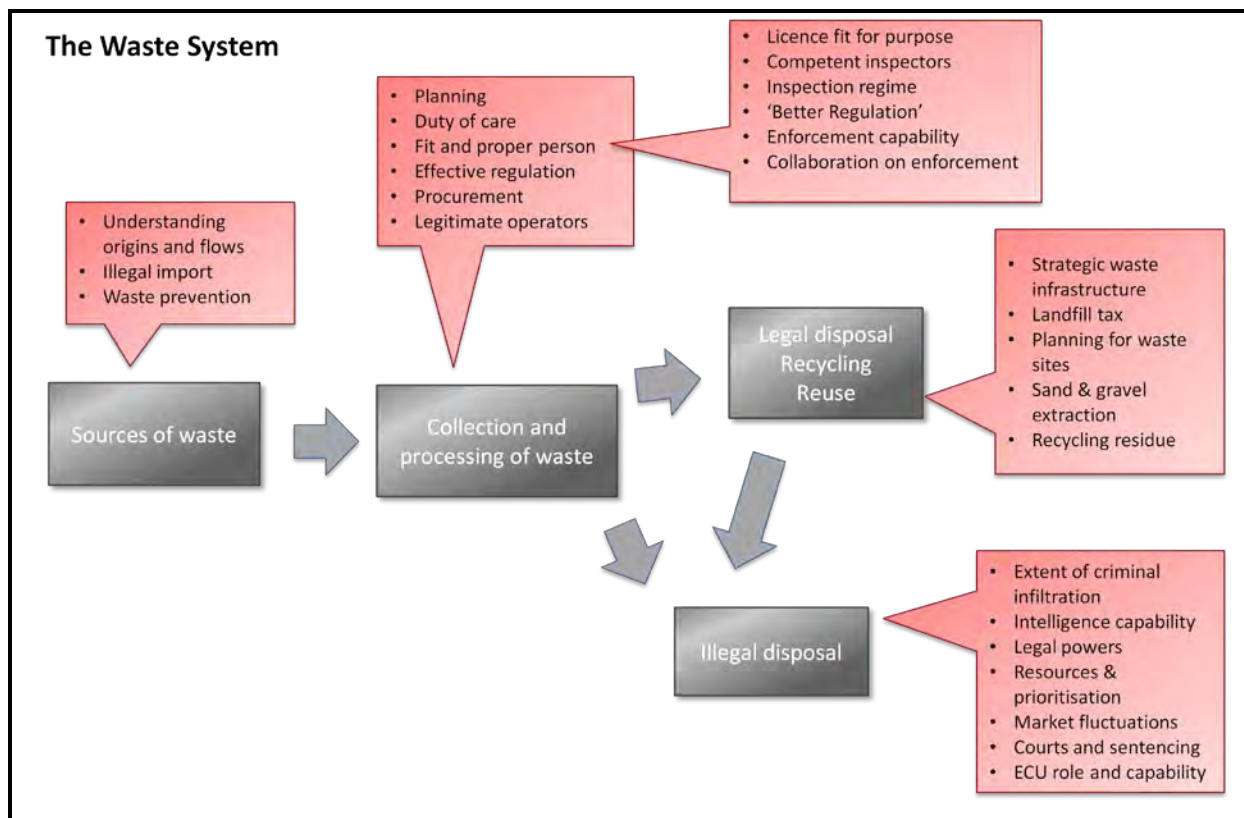 The Waste System
• Licence fit for purpose
• Competent inspectors
• Inspection regime
• ‘Better Regulation’
• Enforcement capability
• Collaboration on enforcement
• Planning
• Duty of care
• Fit and proper person
• Effective regulation
• Procurement
• Legitimate operators
• Understanding
origins and flows
• Illegal import
• Waste prevention
Sources of waste
Collection and
processing of waste
Legal disposal
Recycling
Reuse
• Strategic waste
infrastructure
• Landfill tax
• Planning for waste
sites
• Sand & gravel
extraction
• Recycling residue
Illegal disposal
• Extent of criminal
infiltration
• Intelligence capability
• Legal powers
• Resources &
prioritisation
• Market fluctuations
• Courts and sentencing
• ECU role and capability